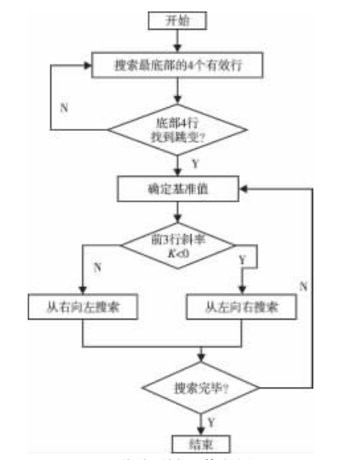 开始
搜索最底部的4个有效行
N
底部4行
找到跳变?
Y
确定基准值
前3行斜率
K<0
N
Y
从右向左搜索
从左向右搜索
N
搜索完毕?
Y
结束